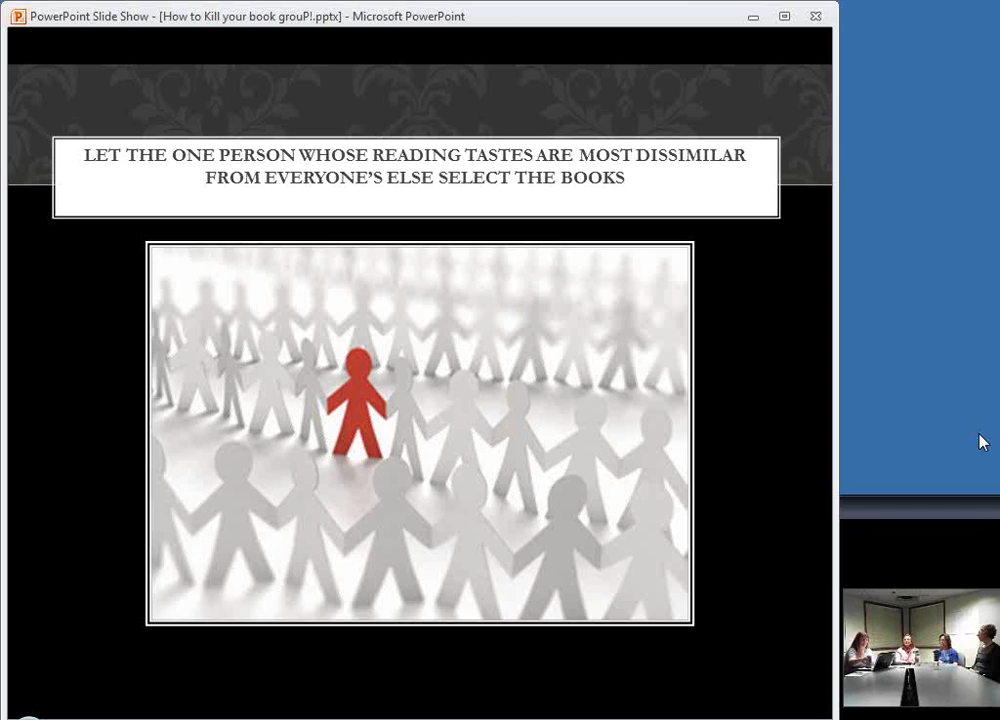 PowerPoint Slide Show - [How to Kill your book grouP!.pptx] - Microsoft PowerPoint
LET THE ONE PERSON WHOSE READING TASTES ARE MOST DISSIMILAR
FROM EVERYONE'S ELSE SELECT THE BOOKS